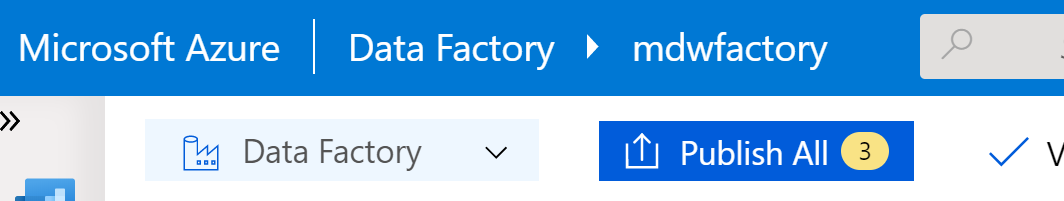 Microsoft Azure Data Factory mdwfactory
Data Factory Publish All 3